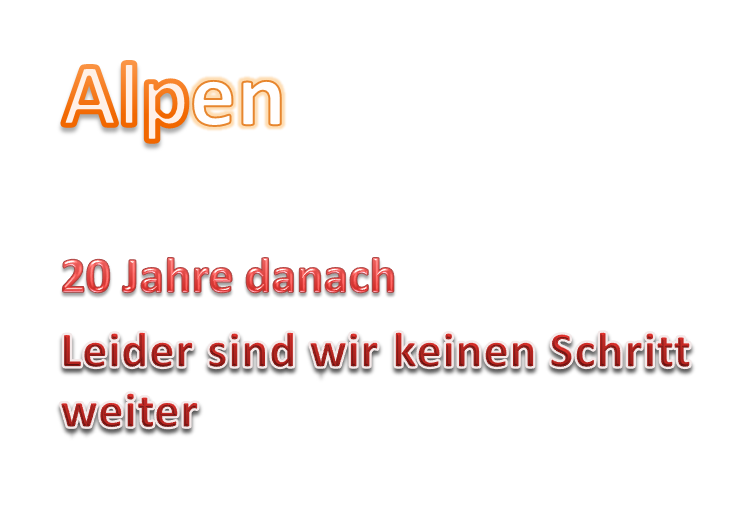 Alpen
20 Jahre danach
Leider sind wir keinen Schritt
weiter